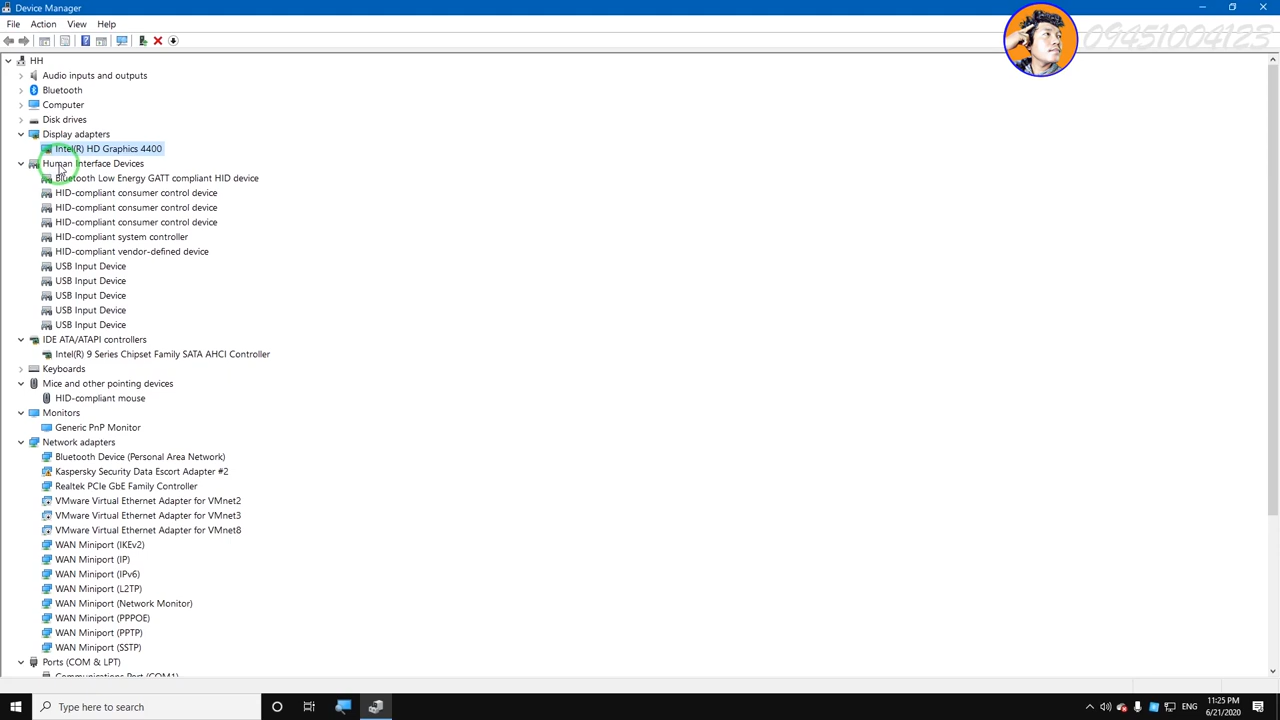 Device Manager
File Action View Help
09451004123
HH
Audio inputs and outputs
Bluetooth
Computer
Disk drives
Display adapters
Intel(R) HD Graphics 4400
Human Interface Devices
Bluetooth Low Energy GATT compliant HID device
HID-compliant consumer control device
HID-compliant consumer control device
HID-compliant consumer control device
HID-compliant system controller
HID-compliant vendor-defined device
USB Input Device
USB Input Device
USB Input Device
USB Input Device
USB Input Device
IDE ATA/ATAPI controllers
Intel(R) 9 Series Chipset Family SATA AHCI Controller
Keyboards
Mice and other pointing devices
HID-compliant mouse
Monitors
Generic PnP Monitor
Network adapters
Bluetooth Device (Personal Area Network)
Kaspersky Security Data Escort Adapter #2
Realtek PCIe GbE Family Controller
VMware Virtual Ethernet Adapter for VMnet2
VMware Virtual Ethernet Adapter for VMnet3
VMware Virtual Ethernet Adapter for VMnet8
WAN Miniport (IKEv2)
WAN Miniport (IP)
WAN Miniport (IPv6)
WAN Miniport (L2TP)
WAN Miniport (Network Monitor)
WAN Miniport (PPPOE)
WAN Miniport (PPTP)
WAN Miniport (SSTP)
Ports (COM & LPT)
Communications Port (COM1)
Type here to search
ENG
11:25 PM
6/21/2020